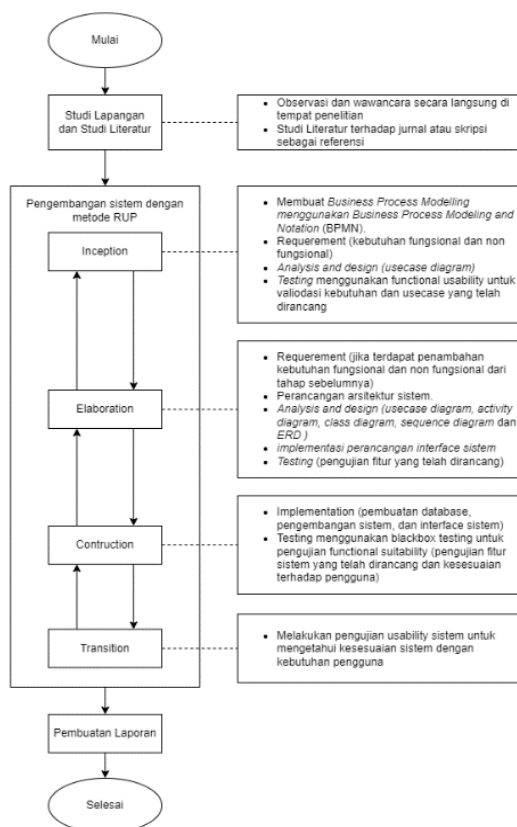 Mulai
Studi Lapangan
dan Studi Literatur
• Observasi dan wawancara secara langsung di
tempat penelitian
• Studi Literatur terhadap jurnal atau skripsi
sebagai referensi
Pengembangan sistem dengan
metode RUP
Inception
• Membuat Business Process Modelling
menggunakan Business Process Modeling and
Notation (BPMN).
• Requerement (kebutuhan fungsional dan non
fungsional)
• Analysis and design (usecase diagram)
• Testing menggunakan functional usability untuk
valiodasi kebutuhan dan usecase yang telah
dirancang
Elaboration
• Requerement (jika terdapat penambahan
kebutuhan fungsional dan non fungsional dari
tahap sebelumnya)
• Perancangan arsitektur sistem.
• Analysis and design (usecase diagram, activity
diagram, class diagram, sequence diagram dan
ERD )
• implementasi perancangan interface sistem
• Testing (pengujian fitur yang telah dirancang)
Contruction
• Implementation (pembuatan database,
pengembangan sistem, dan interface sistem)
• Testing menggunakan blackbox testing untuk
pengujian functional suitability (pengujian fitur
sistem yang telah dirancang dan kesesuaian
terhadap pengguna)
Transition
• Melakukan pengujian usability sistem untuk
mengetahui kesesuaian sistem dengan
kebutuhan pengguna
Pembuatan Laporan
Selesai